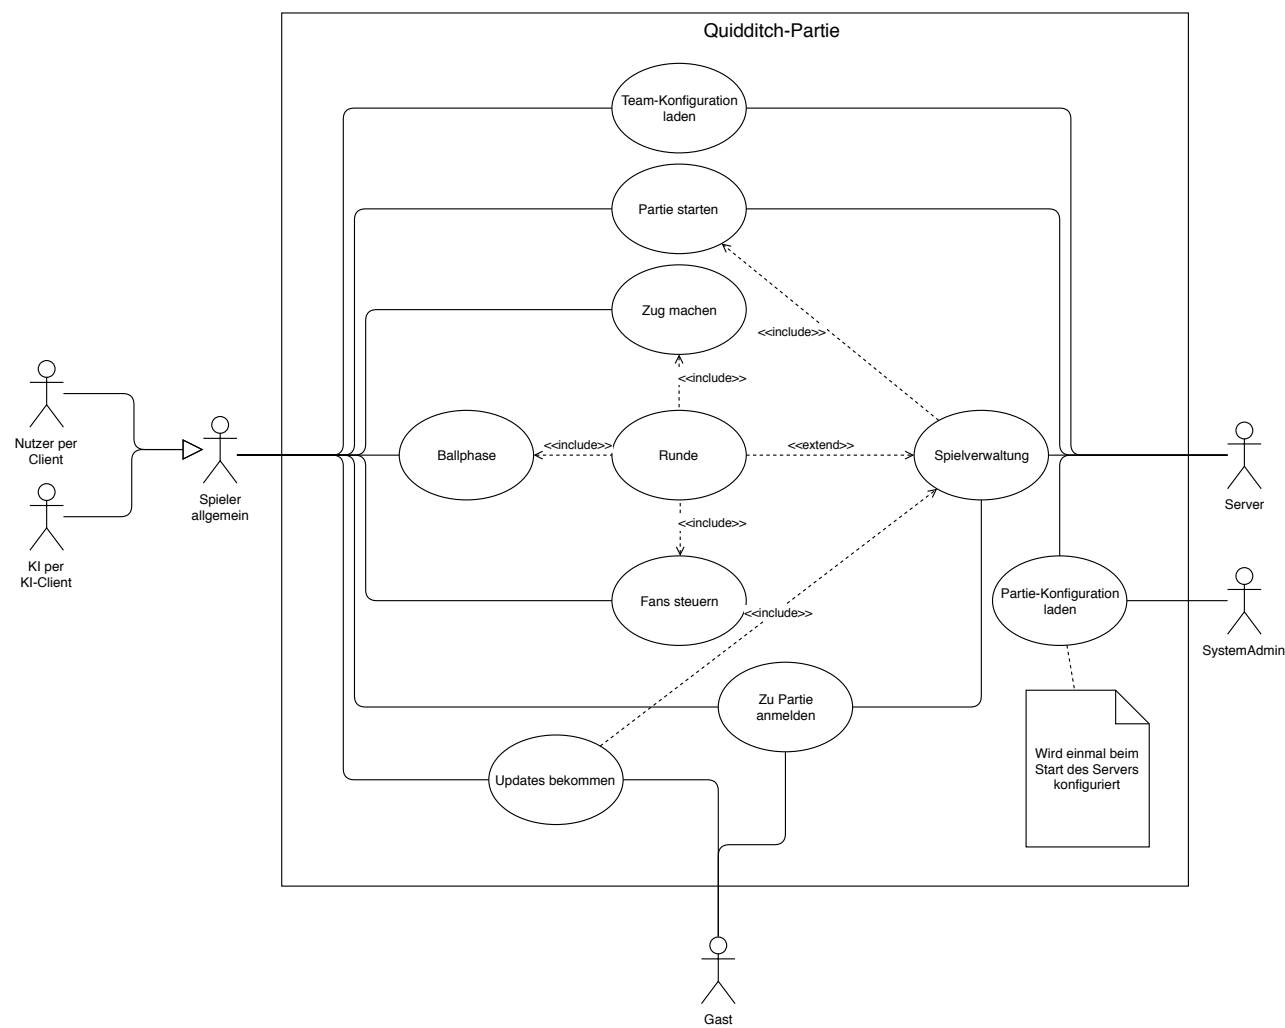 Quidditch-Partie
Team-Konfiguration
laden
Partie starten
Zug machen
<<include>>
<<include>>
Nutzer per
Client
KI per
KI-Client
Spieler
allgemein
Ballphase
<<include>>
Runde
<<extend>>
Spielverwaltung
Server
<<include>>
Fans steuern
<<include>>
Partie-Konfiguration
laden
SystemAdmin
Zu Partie
anmelden
Updates bekommen
Wird einmal beim
Start des Servers
konfiguriert
Gast